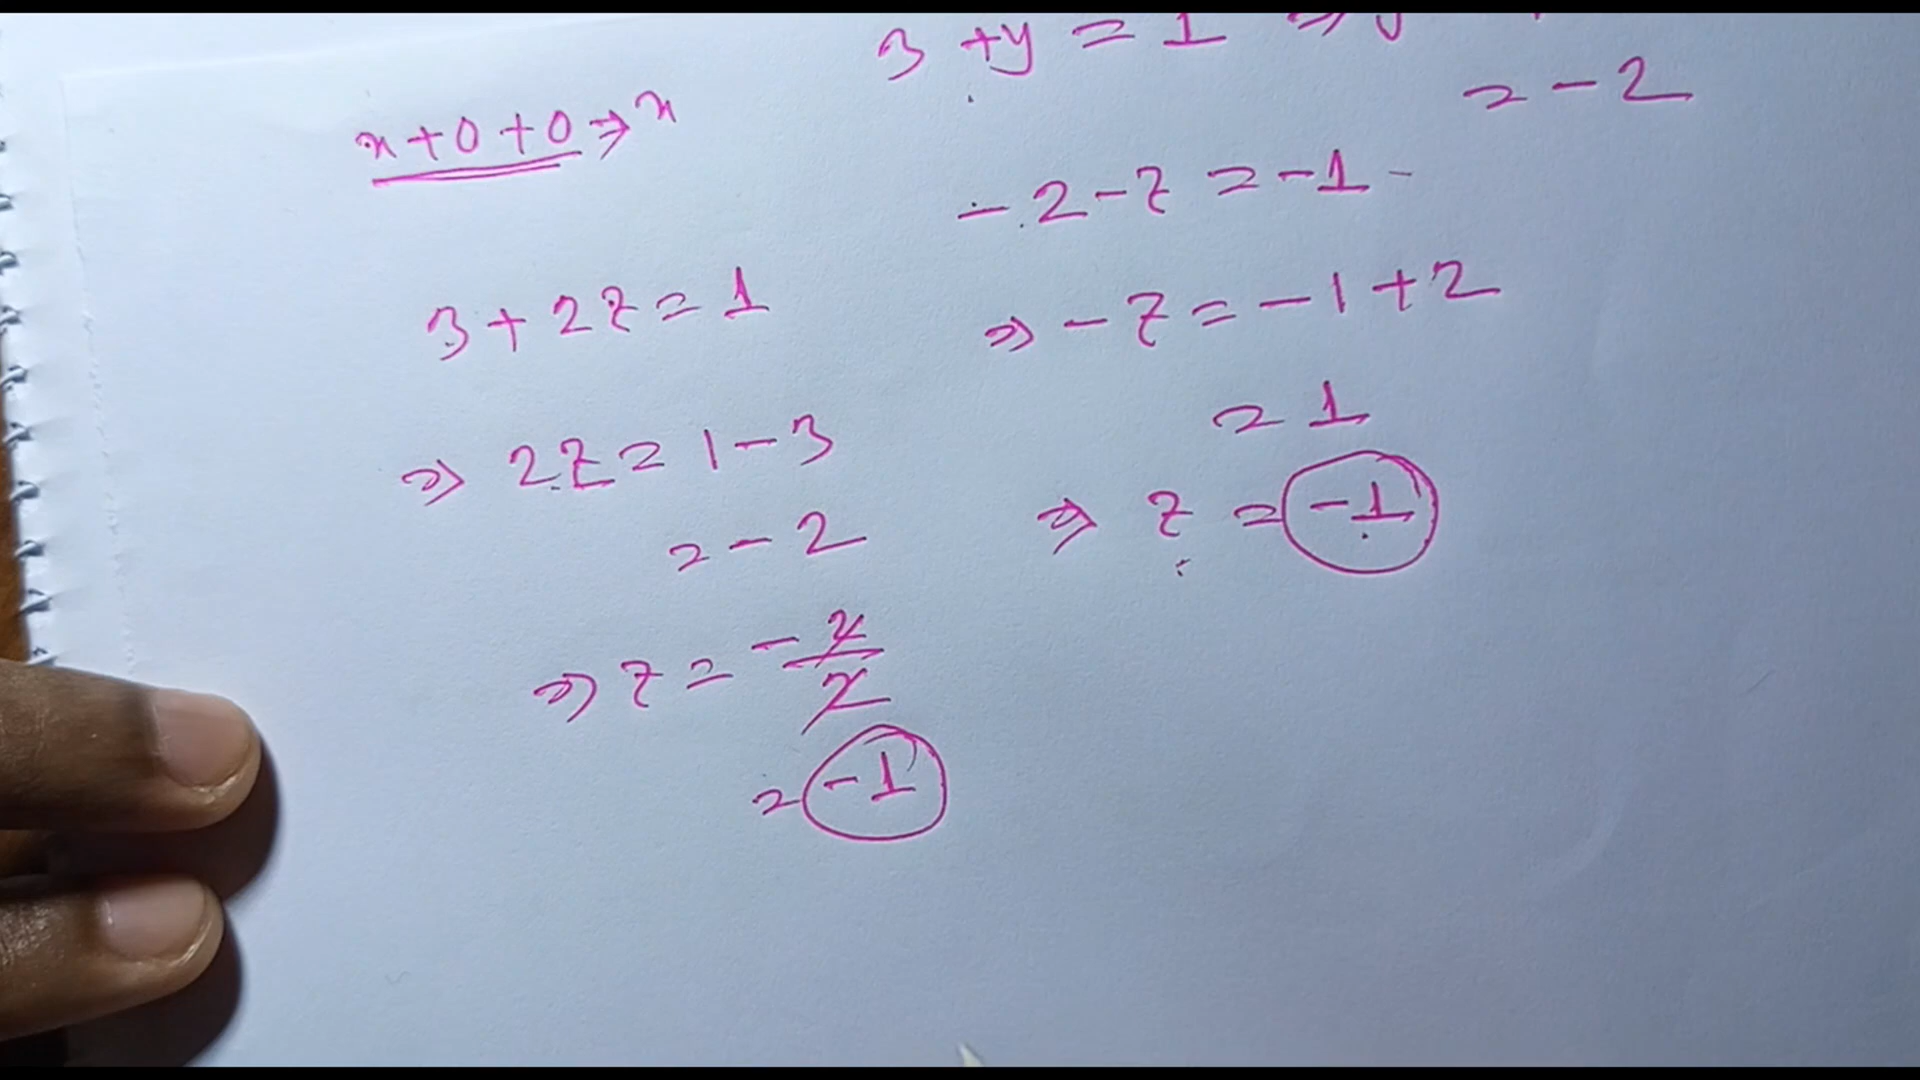 x+0+0⇒x
3+2z=1
⇒ 2z=1-3
=-2
⇒ z=-2/2
=-1
3+y=1 ⇒ y
=-2
-2-z=-1
⇒ -z=-1+2
=1
⇒ z=-1